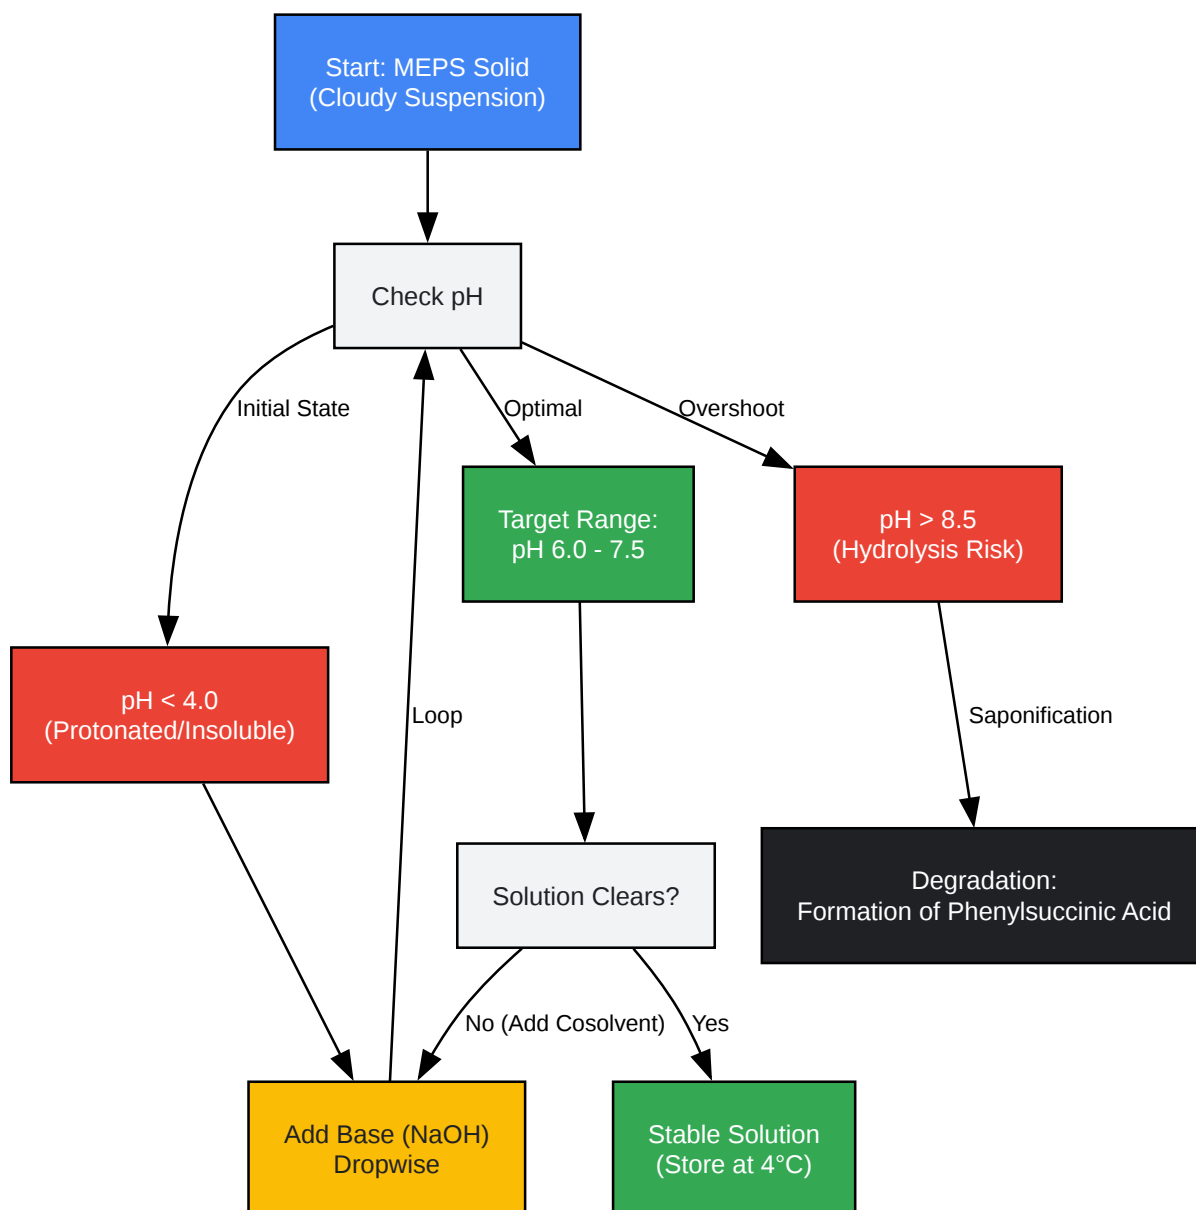 Start: MEPS Solid
(Cloudy Suspension)
Check pH
Initial State
Optimal
Overshoot
Target Range:
pH 6.0 - 7.5
pH > 8.5
(Hydrolysis Risk)
pH < 4.0
(Protonated/Insoluble)
Loop
Saponification
Solution Clears?
Degradation:
Formation of Phenylsuccinic Acid
No (Add Cosolvent)
Yes
Add Base (NaOH)
Dropwise
Stable Solution
(Store at 4°C)